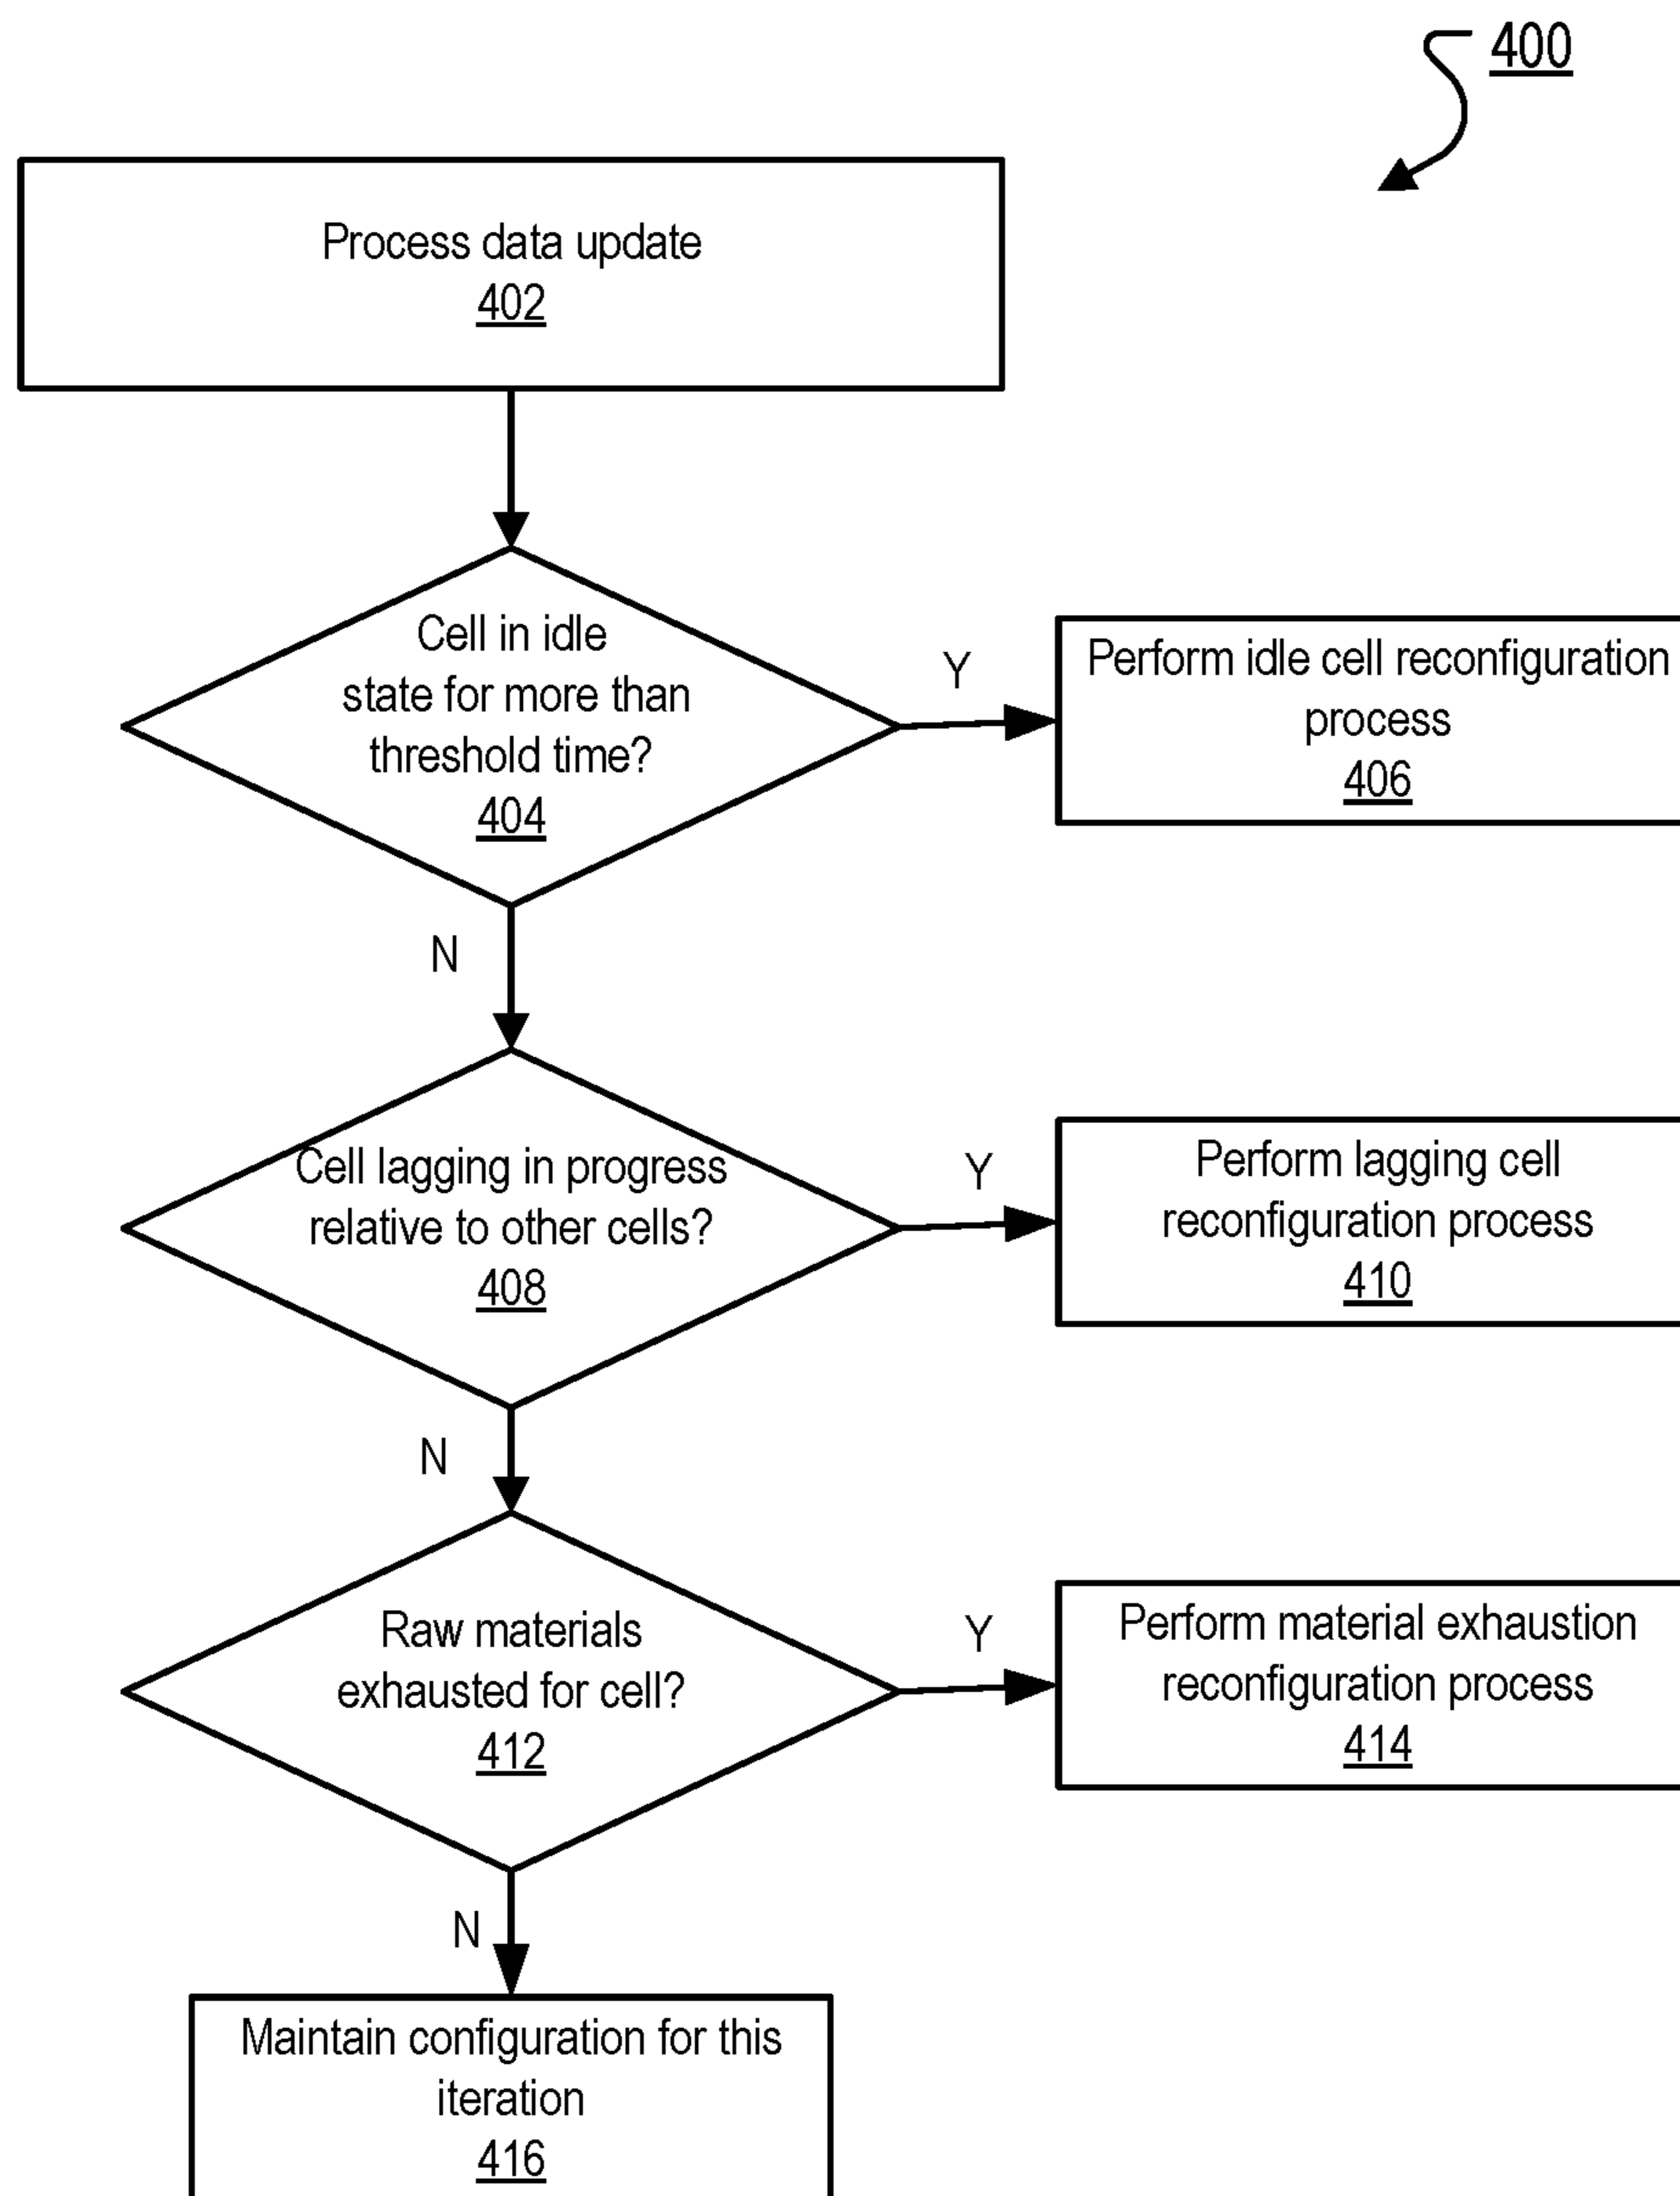 400
Process data update
402
Cell in idle
state for more than
threshold time?
404
Y
Perform idle cell reconfiguration
process
406
N
Cell lagging in progress
relative to other cells?
408
Y
Perform lagging cell
reconfiguration process
410
N
Raw materials
exhausted for cell?
412
Y
Perform material exhaustion
reconfiguration process
414
N
Maintain configuration for this
iteration
416